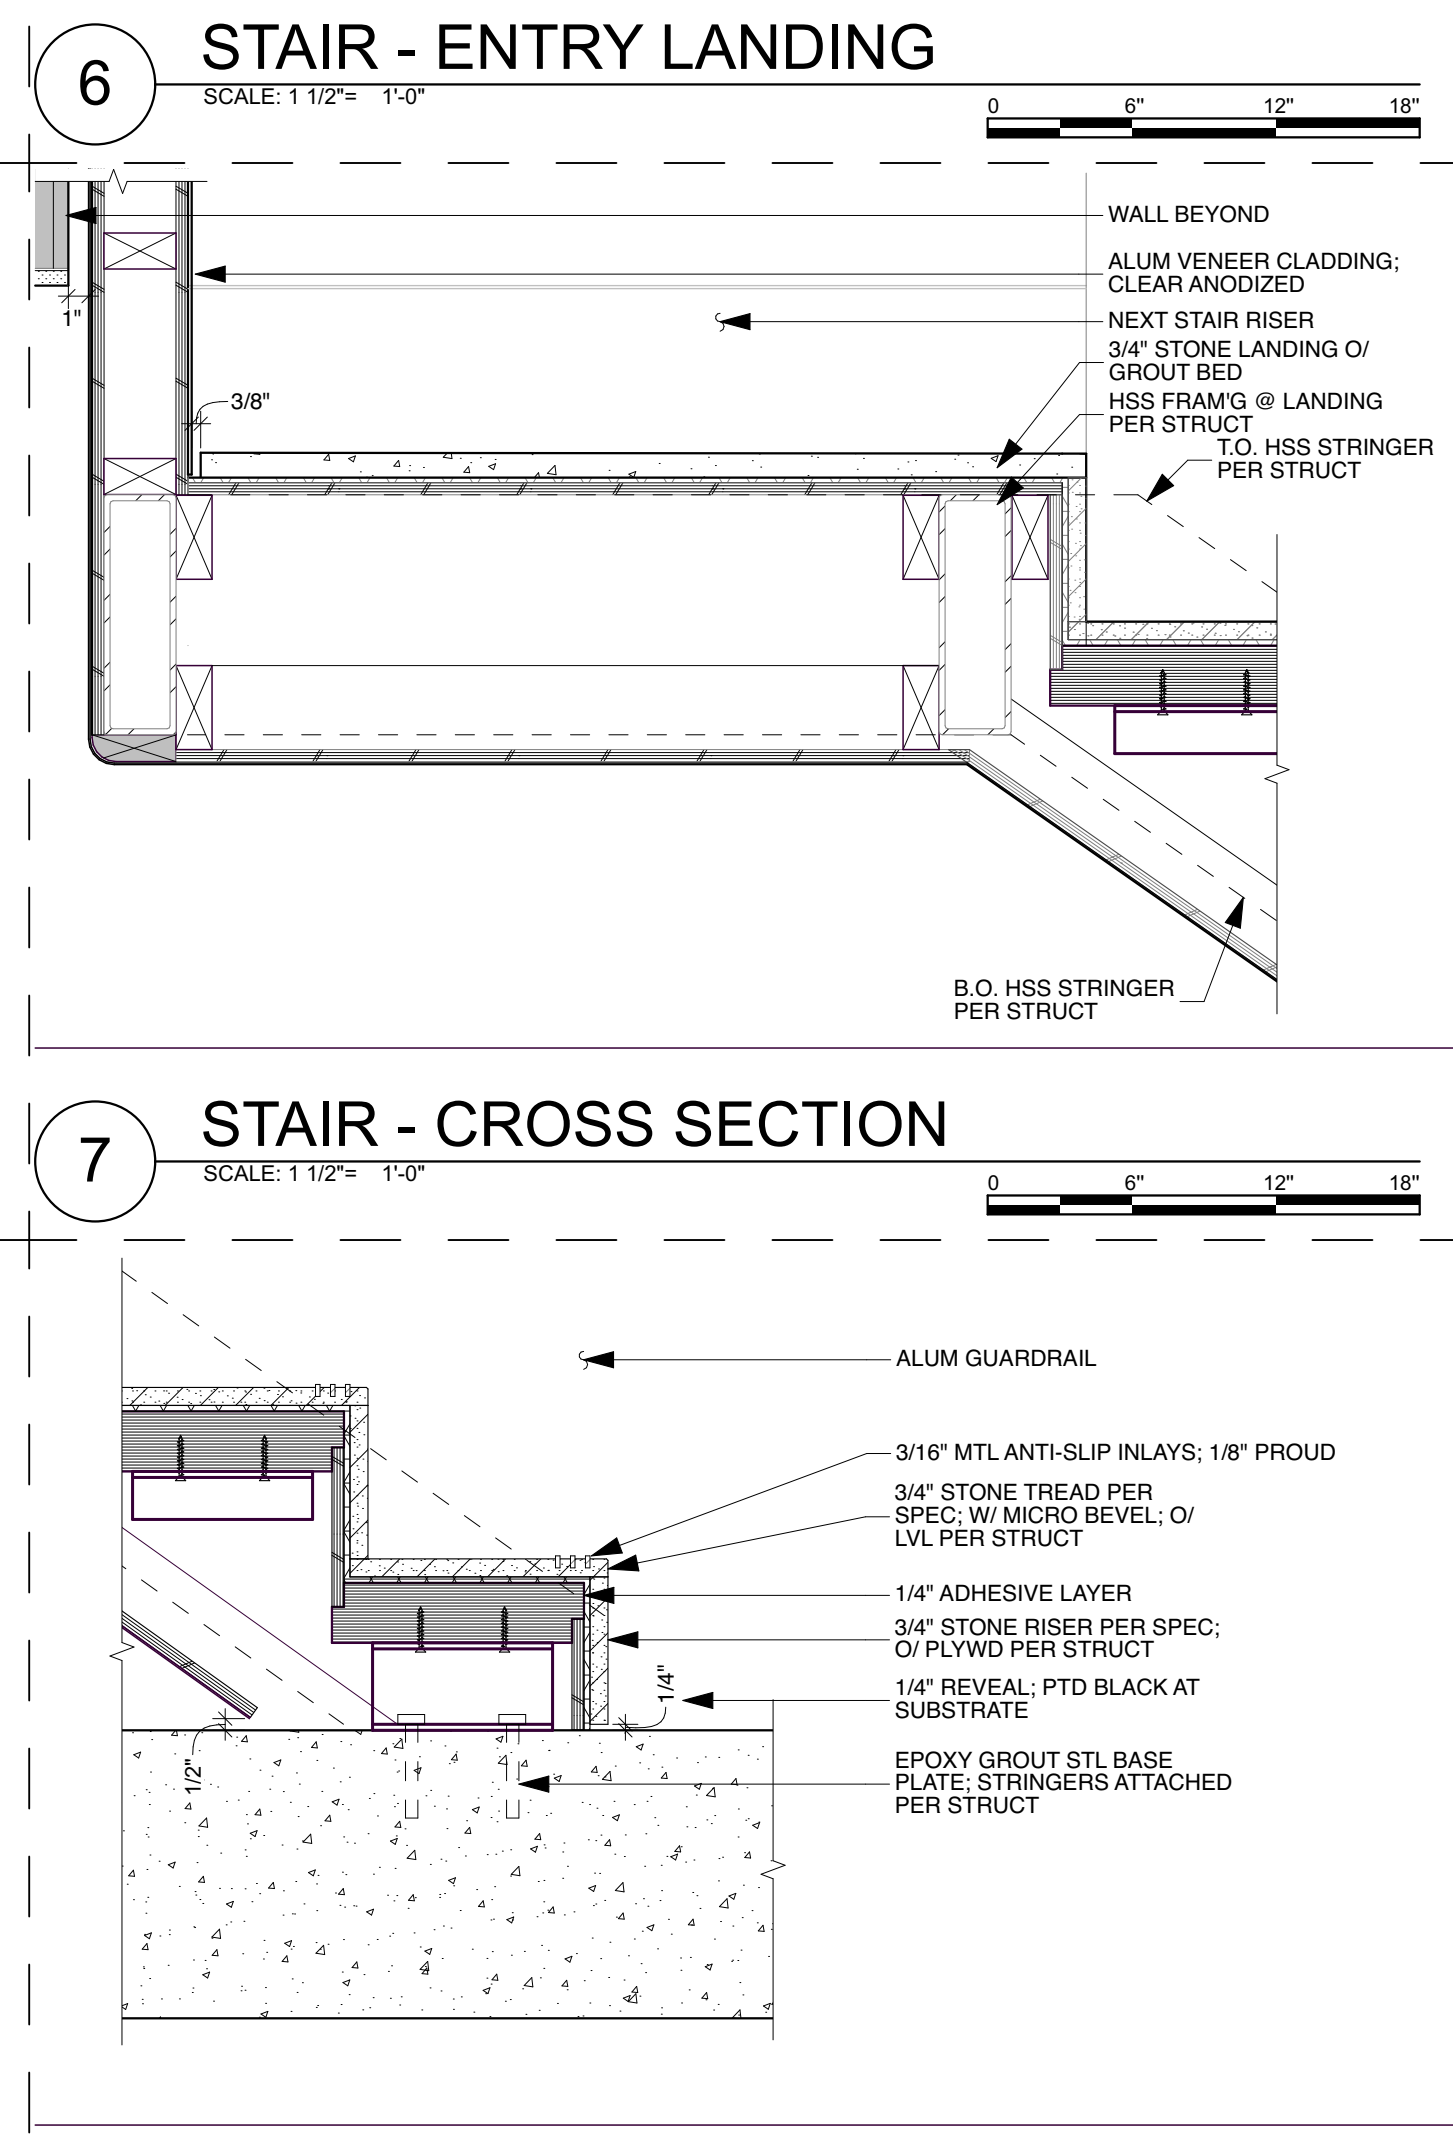 6
STAIR - ENTRY LANDING
SCALE: 1 1/2"= 1'-0"
0 6" 12" 18"
WALL BEYOND
ALUM VENEER CLADDING;
CLEAR ANODIZED
1"
NEXT STAIR RISER
3/4" STONE LANDING O/
GROUT BED
3/8"
HSS FRAM'G @ LANDING
PER STRUCT
T.O. HSS STRINGER
PER STRUCT
B.O. HSS STRINGER
PER STRUCT
7
STAIR - CROSS SECTION
SCALE: 1 1/2"= 1'-0"
0 6" 12" 18"
ALUM GUARDRAIL
3/16" MTL ANTI-SLIP INLAYS; 1/8" PROUD
3/4" STONE TREAD PER
SPEC; W/ MICRO BEVEL; O/
LVL PER STRUCT
1/4" ADHESIVE LAYER
3/4" STONE RISER PER SPEC;
O/ PLYWD PER STRUCT
1/4"
1/4" REVEAL; PTD BLACK AT
SUBSTRATE
1/2"
EPOXY GROUT STL BASE
PLATE; STRINGERS ATTACHED
PER STRUCT